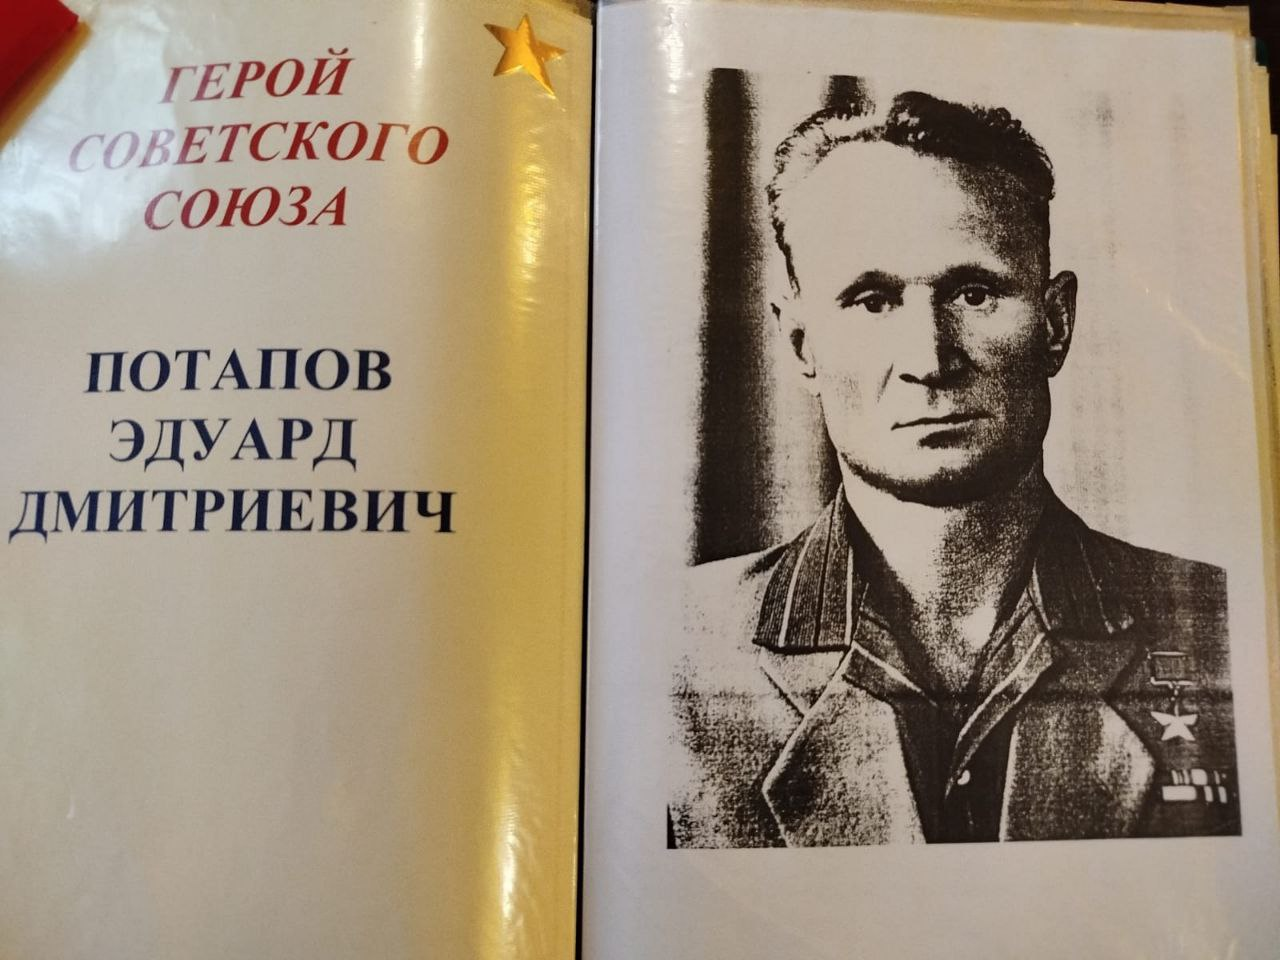 ГЕРОЙ
СОВЕТСКОГО
СОЮЗА
ПОТАПОВ
ЭДУАРД
ДМИТРИЕВИЧ